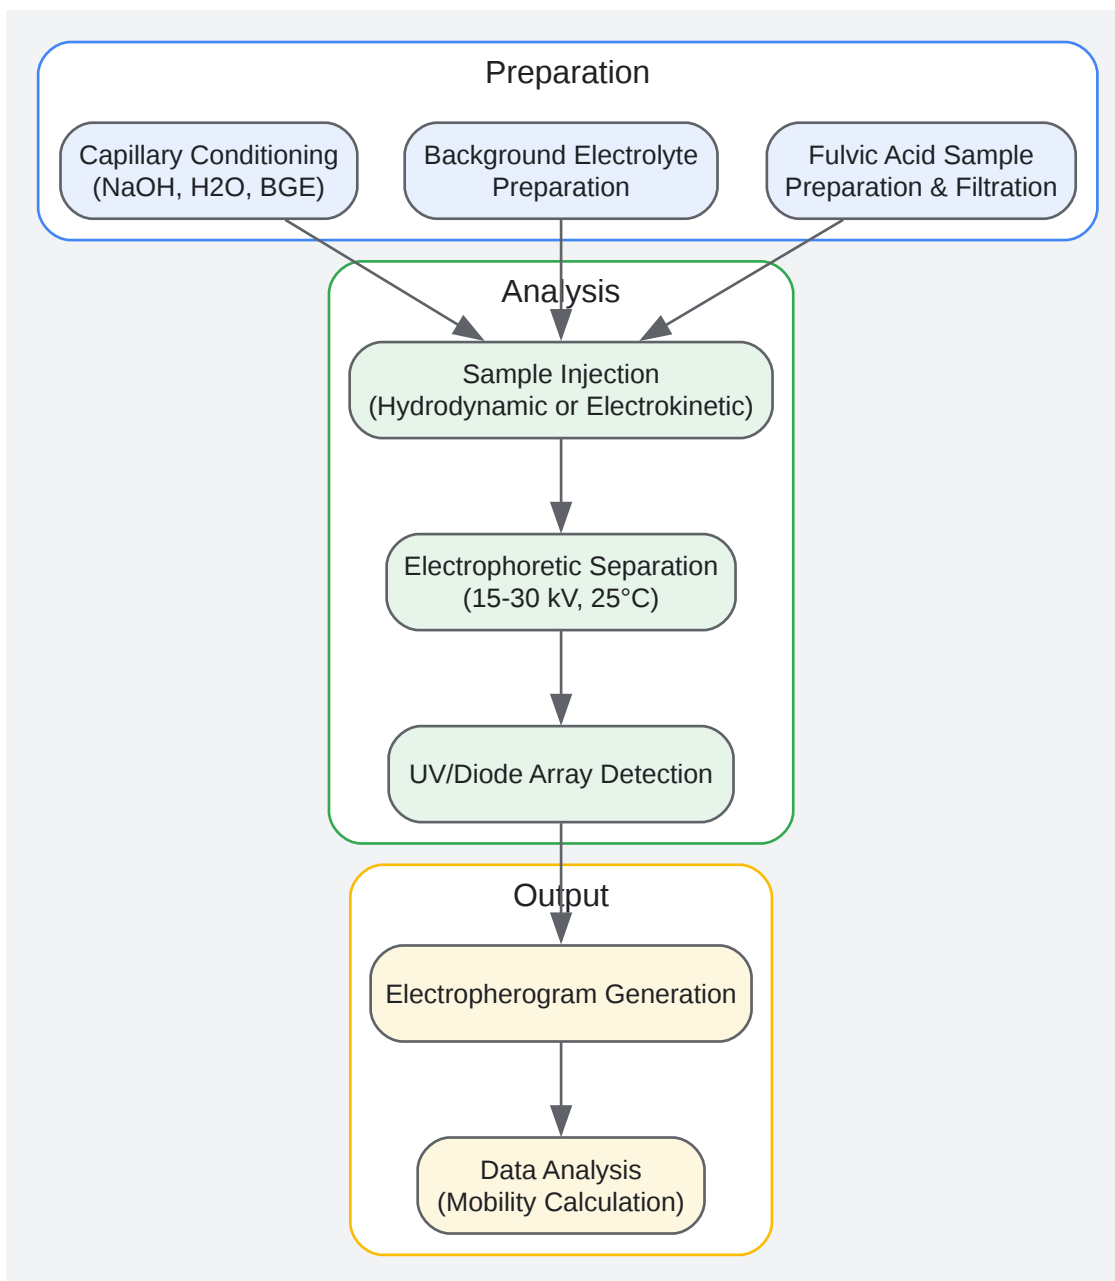 Preparation
Capillary Conditioning
(NaOH, H2O, BGE)
Background Electrolyte
Preparation
Fulvic Acid Sample
Preparation & Filtration
Analysis
Sample Injection
(Hydrodynamic or Electrokinetic)
Electrophoretic Separation
(15-30 kV, 25°C)
UV/Diode Array Detection
Output
Electropherogram Generation
Data Analysis
(Mobility Calculation)